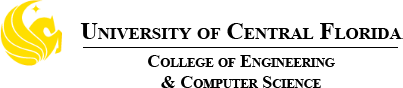 University of Central Florida
College of Engineering
& Computer Science